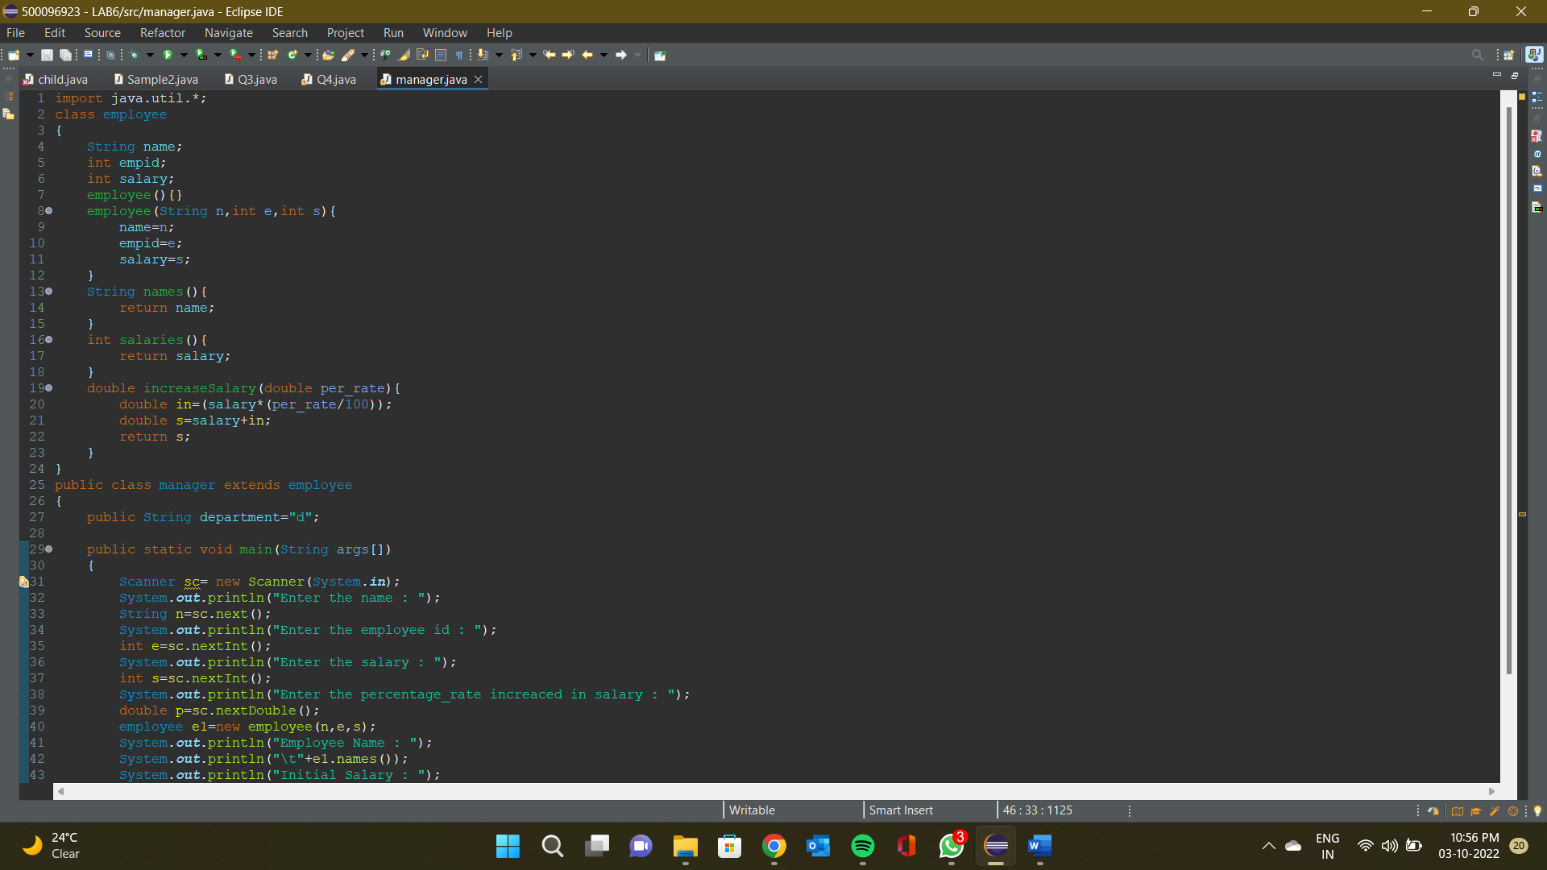 500096923 - LAB6/src/manager.java - Eclipse IDE
File Edit Source Refactor Navigate Search Project Run Window Help
child.java Sample2.java Q3.java Q4.java manager.java
1 import java.util.*;
2 class employee
3 {
4     String name;
5     int empid;
6     int salary;
7     employee(){}
8     employee(String n,int e,int s){
9         name=n;
10         empid=e;
11         salary=s;
12     }
13     String names(){
14         return name;
15     }
16     int salaries(){
17         return salary;
18     }
19     double increaseSalary(double per_rate){
20         double in=(salary*(per_rate/100));
21         double s=salary+in;
22         return s;
23     }
24 }
25 public class manager extends employee
26 {
27     public String department="d";
28
29     public static void main(String args[])
30     {
31         Scanner sc= new Scanner(System.in);
32         System.out.println("Enter the name : ");
33         String n=sc.next();
34         System.out.println("Enter the employee id : ");
35         int e=sc.nextInt();
36         System.out.println("Enter the salary : ");
37         int s=sc.nextInt();
38         System.out.println("Enter the percentage_rate increaced in salary : ");
39         double p=sc.nextDouble();
40         employee e1=new employee(n,e,s);
41         System.out.println("Employee Name : ");
42         System.out.println("\t"+e1.names());
43         System.out.println("Initial Salary : ");
Writable Smart Insert 46 : 33 : 1125
24°C
Clear
3
ENG
IN
10:56 PM
03-10-2022
20